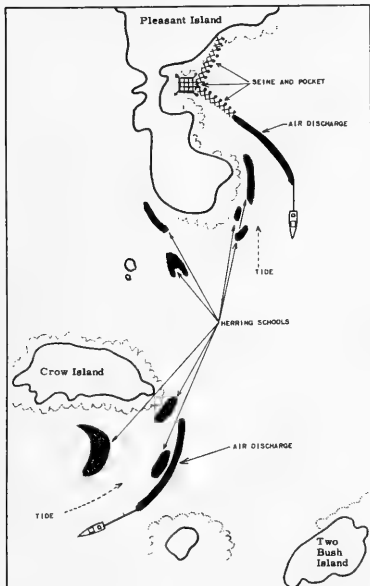 Pleasant Island
SEINE AND POCKET
AIR DISCHARGE
TIDE
HERRING SCHOOLS
Crow Island
AIR DISCHARGE
TIDE
Two
Bush
Island